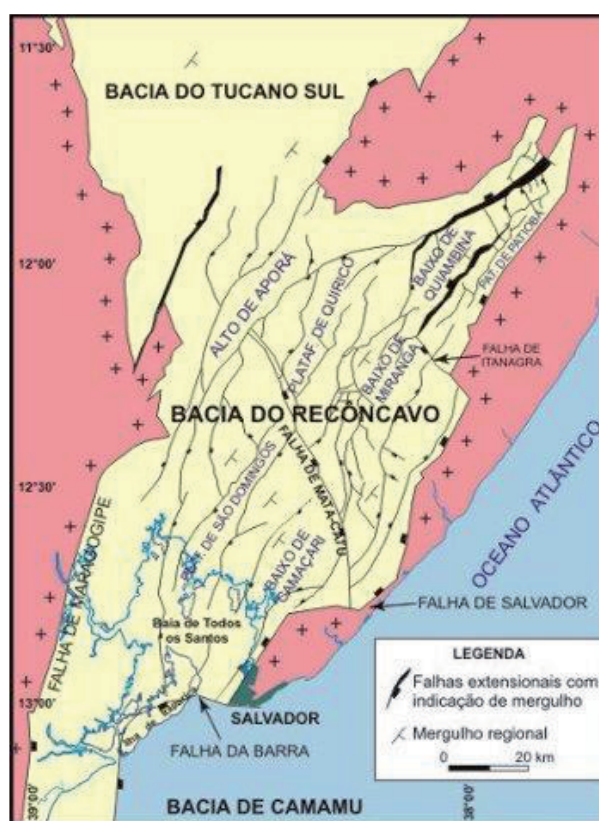 11°30'
BACIA DO TUCANO SUL
12°00'
BAIXO DE
QUIAMBINA
PAT. DE PATIOBA
ALTO DE APORÁ
PLATAF. DE QUIRICÓ
BAIXO DE
MIRANGA
FALHA DE
ITANAGRA
BACIA DO RECÔNCAVO
FALHA DE MATA-CATU
12°30'
PLAT. DE SÃO DOMINGOS
BAIXO DE
CAMAÇARI
OCEANO ATLÂNTICO
FALHA DE MARAGOGIPE
FALHA DE SALVADOR
Baia de Todos
os Santos
LEGENDA
Falhas extensionais com
indicação de mergulho
Mergulho regional
0 20 km
13°00'
SALVADOR
FALHA DA BARRA
BACIA DE CAMAMU
39°00'
38°00'